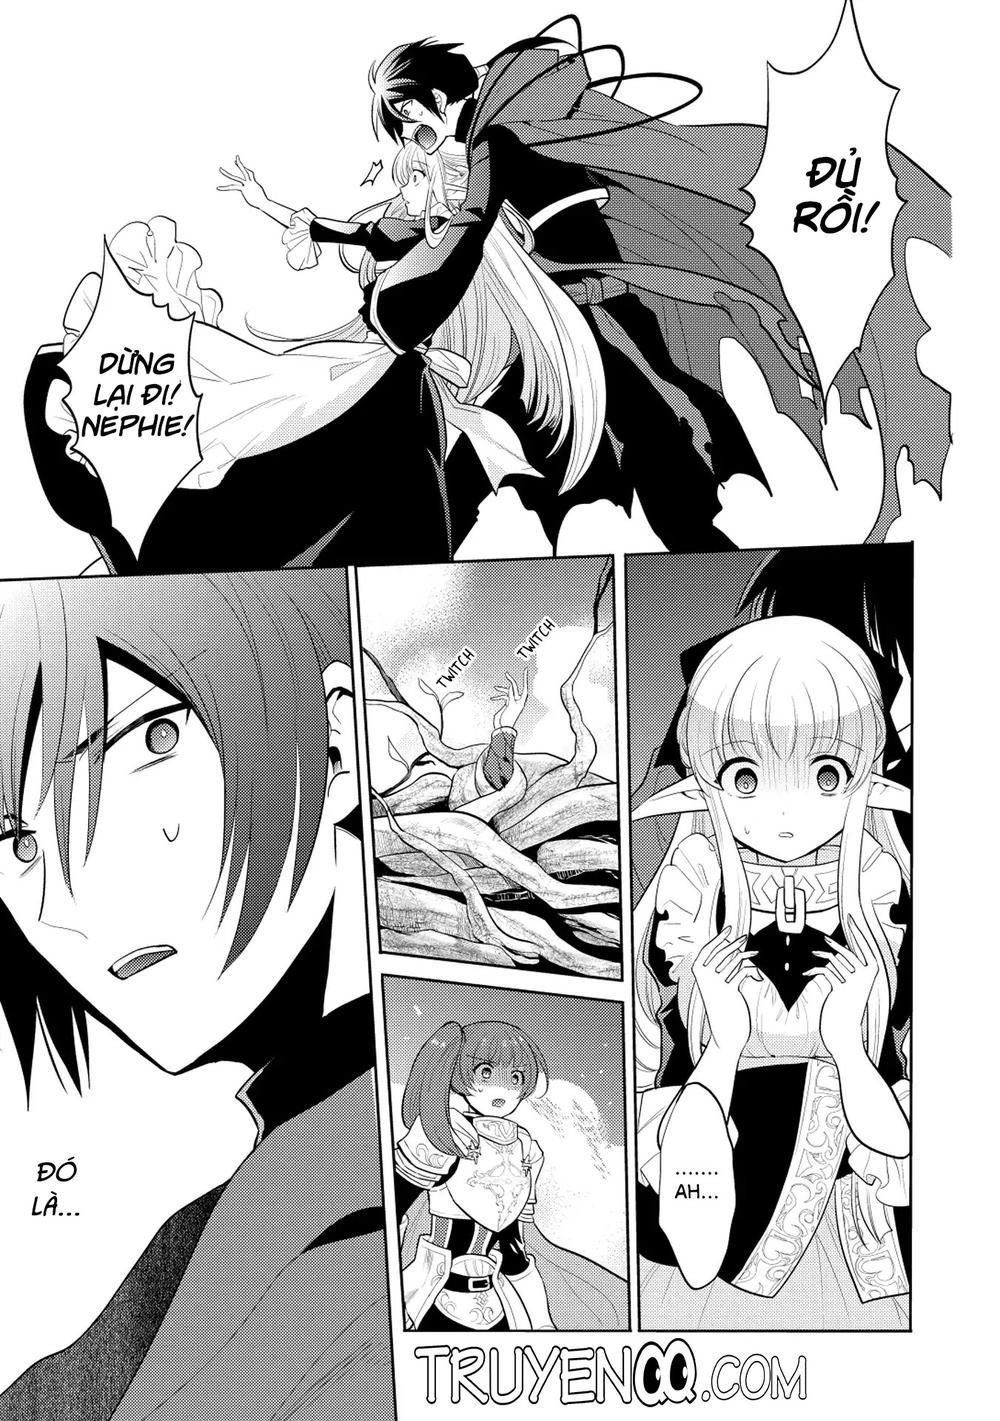 ĐỦ
RỒI!
DỪNG
LẠI ĐI!
NEPHIE!
.......
AH...
TWITCH
TWITCH
ĐÓ
LÀ...
TRUYENQQ.COM